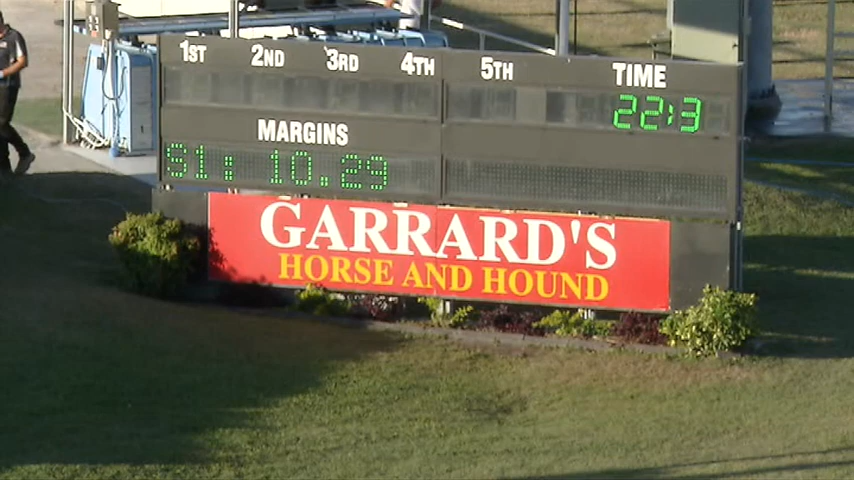 1ST 2ND 3RD 4TH 5TH TIME
22:3
MARGINS
S1: 10.29
GARRARD'S
HORSE AND HOUND